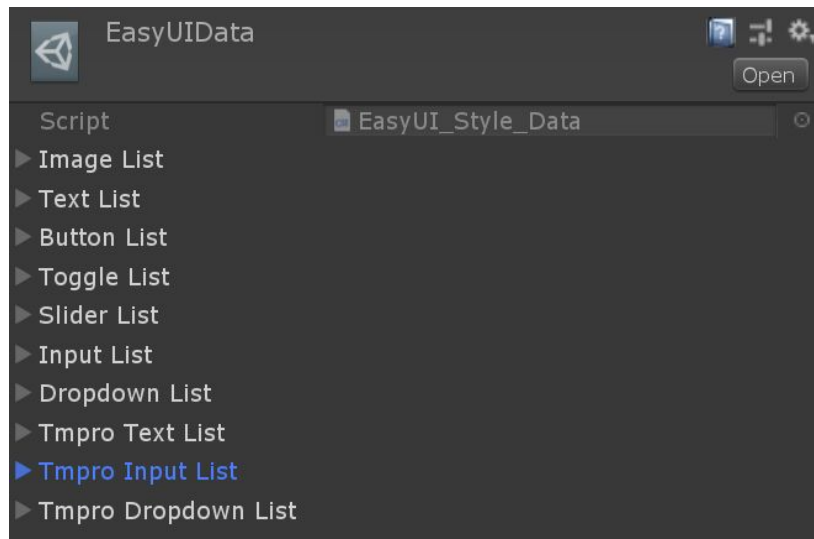 EasyUIData
Open
Script EasyUI_Style_Data
Image List
Text List
Button List
Toggle List
Slider List
Input List
Dropdown List
Tmpro Text List
Tmpro Input List
Tmpro Dropdown List